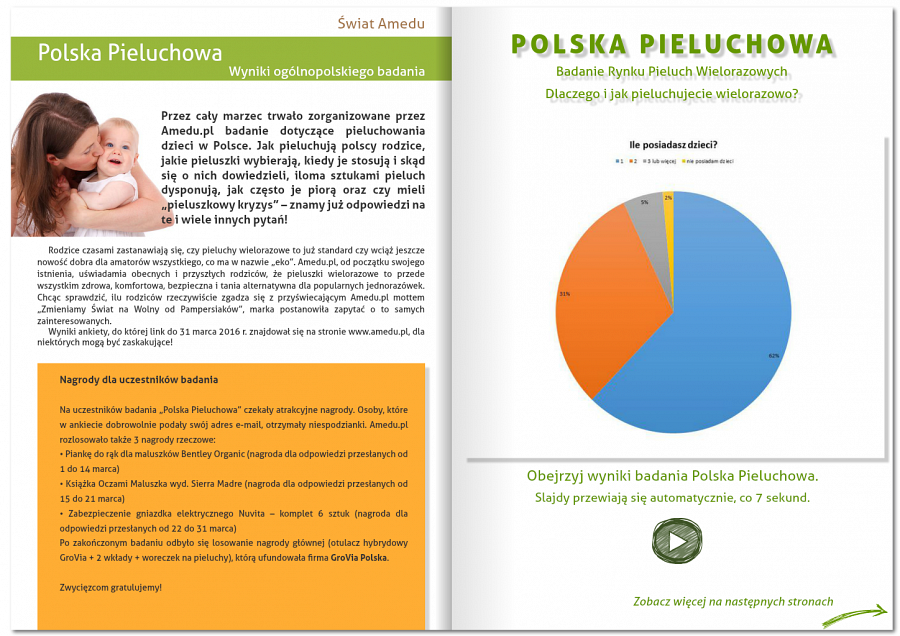 Świat Amedu
Polska Pieluchowa
Wyniki ogólnopolskiego badania
Przez cały marzec trwało zorganizowane przez
Amedu.pl badanie dotyczące pieluchowania
dzieci w Polsce. Jak pieluchują polscy rodzice,
jakie pieluszki wybierają, kiedy je stosują i skąd
się o nich dowiedzieli, iloma sztukami pieluch
dysponują, jak często je piorą oraz czy mieli
„pieluszkowy kryzys” – znamy już odpowiedzi na
te i wiele innych pytań!
Rodzice czasami zastanawiają się, czy pieluchy wielorazowe to już standard czy wciąż jeszcze
nowość dobra dla amatorów wszystkiego, co ma w nazwie „eko”. Amedu.pl, od początku swojego
istnienia, uświadamia obecnych i przyszłych rodziców, że pieluszki wielorazowe to przede
wszystkim zdrowa, komfortowa, bezpieczna i tania alternatywna dla popularnych jednorazówek.
Chcąc sprawdzić, ilu rodziców rzeczywiście zgadza się z przyświecającym Amedu.pl mottem
„Zmieniamy Świat na Wolny od Pampersiaków”, marka postanowiła zapytać o to samych
zainteresowanych.
Wyniki ankiety, do której link do 31 marca 2016 r. znajdował się na stronie www.amedu.pl, dla
niektórych mogą być zaskakujące!
Nagrody dla uczestników badania
Na uczestników badania „Polska Pieluchowa” czekały atrakcyjne nagrody. Osoby, które
w ankiecie dobrowolnie podały swój adres e-mail, otrzymały niespodzianki. Amedu.pl
rozlosowało także 3 nagrody rzeczowe:
• Piankę do rąk dla maluszków Bentley Organic (nagroda dla odpowiedzi przesłanych od
1 do 14 marca)
• Książka Oczami Maluszka wyd. Sierra Madre (nagroda dla odpowiedzi przesłanych od
15 do 21 marca)
• Zabezpieczenie gniazdka elektrycznego Nuvita – komplet 6 sztuk (nagroda dla
odpowiedzi przesłanych od 22 do 31 marca)
Po zakończonym badaniu odbyło się losowanie nagrody głównej (otulacz hybrydowy
GroVia + 2 wkłady + woreczek na pieluchy), którą ufundowała firma GroVia Polska.
Zwycięzcom gratulujemy!
POLSKA PIELUCHOWA
Badanie Rynku Pieluch Wielorazowych
Dlaczego i jak pieluchujecie wielorazowo?
Ile posiadasz dzieci?
1 2 3 lub więcej nie posiadam dzieci
2%
5%
31%
62%
Obejrzyj wyniki badania Polska Pieluchowa.
Slajdy przewiają się automatycznie, co 7 sekund.
Zobacz więcej na następnych stronach